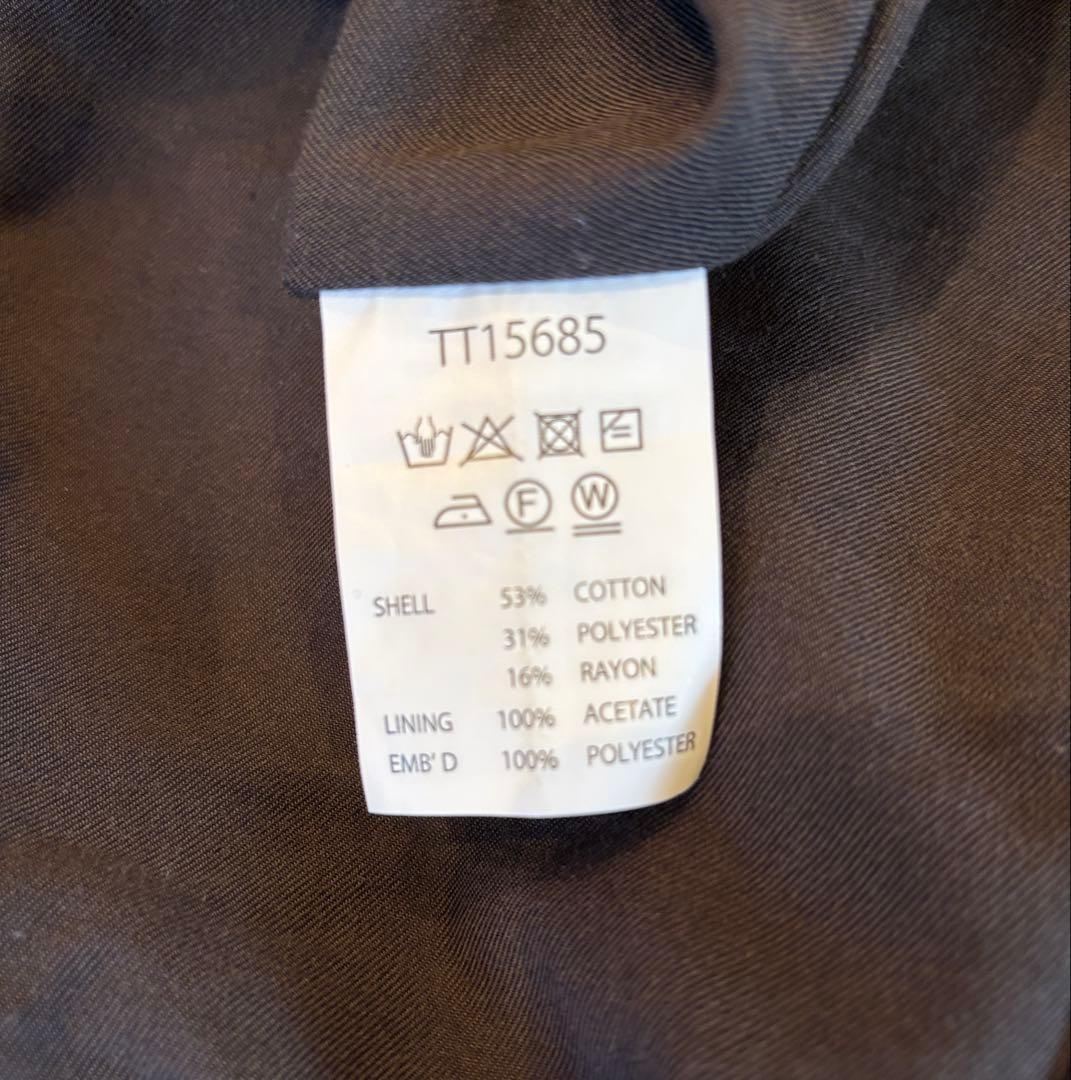 TT15685
F W
SHELL 53% COTTON
31% POLYESTER
16% RAYON
LINING 100% ACETATE
EMB' D 100% POLYESTER